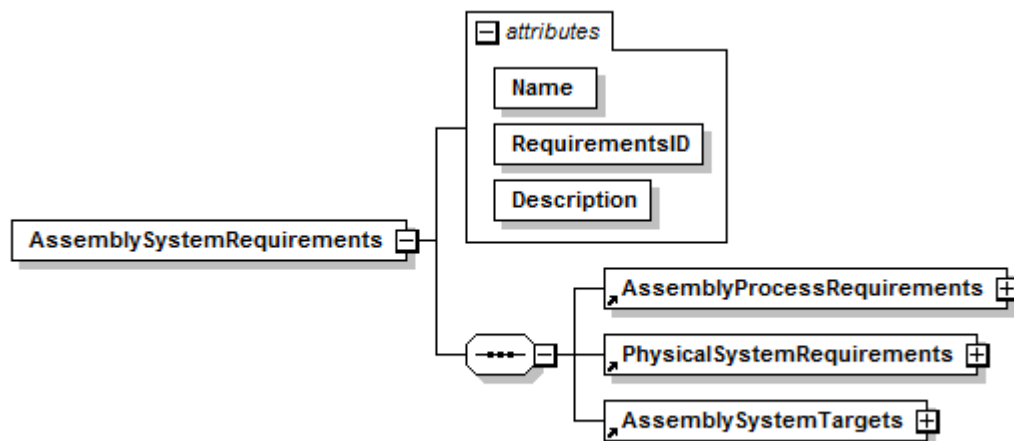 attributes
Name
RequirementsID
Description
AssemblySystemRequirements
AssemblyProcessRequirements
PhysicalSystemRequirements
AssemblySystemTargets